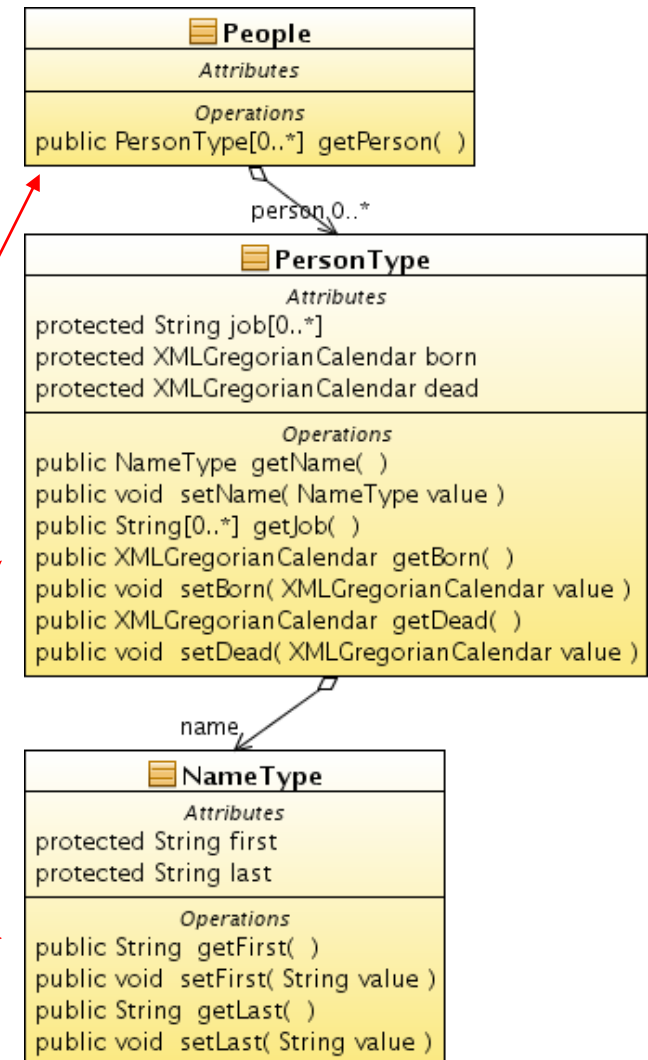 People
Attributes
Operations
public PersonType[0..*] getPerson( )
person 0..*
PersonType
Attributes
protected String job[0..*]
protected XMLGregorianCalendar born
protected XMLGregorianCalendar dead
Operations
public NameType getName( )
public void setName( NameType value )
public String[0..*] getJob( )
public XMLGregorianCalendar getBorn( )
public void setBorn( XMLGregorianCalendar value )
public XMLGregorianCalendar getDead( )
public void setDead( XMLGregorianCalendar value )
name
NameType
Attributes
protected String first
protected String last
Operations
public String getFirst( )
public void setFirst( String value )
public String getLast( )
public void setLast( String value )